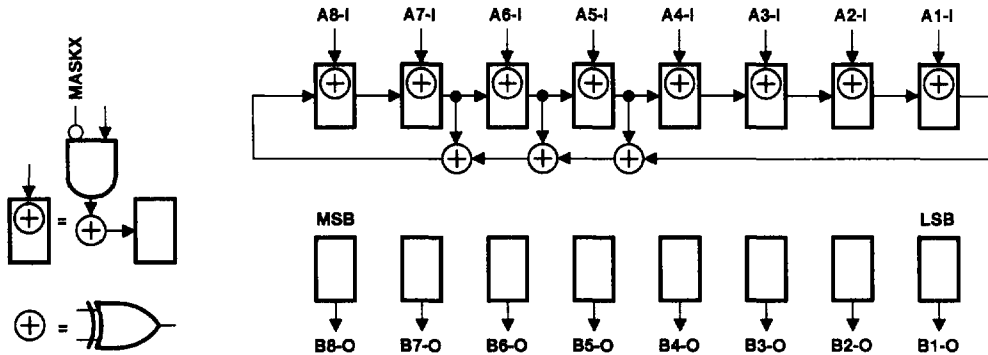 A8-I A7-I A6-I A5-I A4-I A3-I A2-I A1-I
MASKX
=
MSB LSB
=
B8-O B7-O B6-O B5-O B4-O B3-O B2-O B1-O